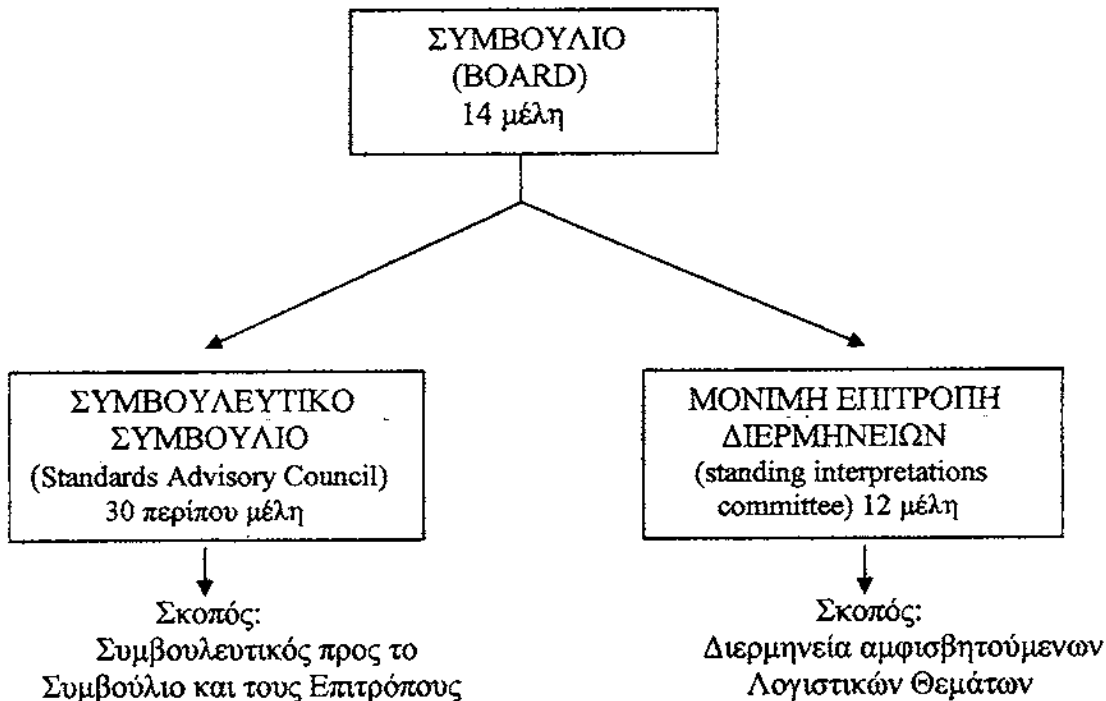 ΣΥΜΒΟΥΛΙΟ
(BOARD)
14 μέλη
ΣΥΜΒΟΥΛΕΥΤΙΚΟ
ΣΥΜΒΟΥΛΙΟ
(Standards Advisory Council)
30 περίπου μέλη
Σκοπός:
Συμβουλευτικός προς το
Συμβούλιο και τους Επιτρόπους
ΜΟΝΙΜΗ ΕΠΙΤΡΟΠΗ
ΔΙΕΡΜΗΝΕΙΩΝ
(standing interpretations
committee) 12 μέλη
Σκοπός:
Διερμηνεία αμφισβητούμενων
Λογιστικών Θεμάτων